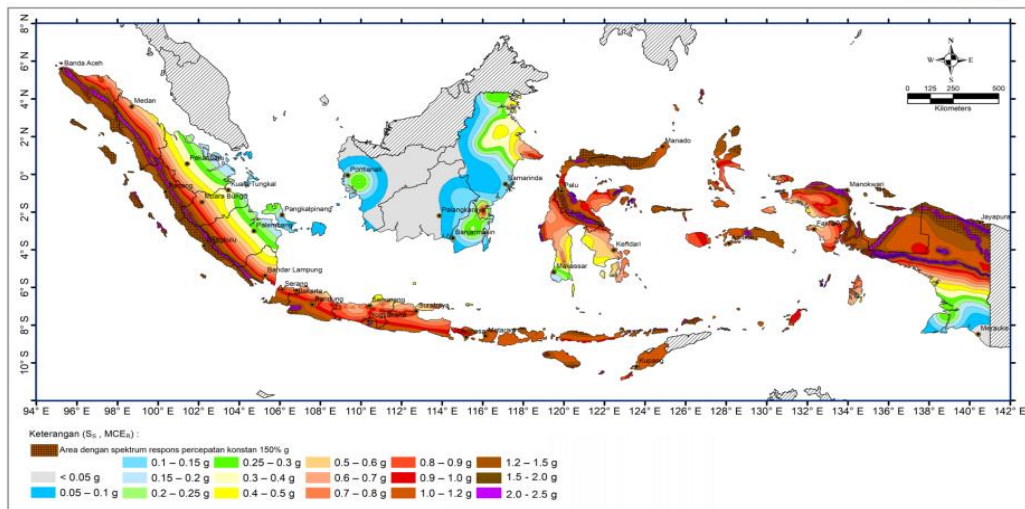 8° N
6° N
4° N
2° N
0°
2° S
4° S
6° S
8° S
10° S
Banda Aceh
Medan
Pekanbaru
Kuala Tungkal
Padang
Muara Bungo
Pangkalpinang
Palembang
Bengkulu
Bandar Lampung
Serang
Jakarta
Bandung
Semarang
Yogyakarta
Surabaya
Mataram
Kupang
Pontianak
Samarinda
Banjarmasin
Manado
Palu
Kendari
Makassar
Manokwari
Jayapura
Merauke
N
W
E
S
0 125 250 500
Kilometers
94° E 96° E 98° E 100° E 102° E 104° E 106° E 108° E 110° E 112° E 114° E 116° E 118° E 120° E 122° E 124° E 126° E 128° E 130° E 132° E 134° E 136° E 138° E 140° E 142° E
Keterangan (Ss , MCER) :
Area dengan spektrum respons percepatan konstan 150% g
< 0.05 g
0.05 – 0.1 g
0.1 – 0.15 g
0.15 – 0.2 g
0.2 – 0.25 g
0.25 – 0.3 g
0.3 – 0.4 g
0.4 – 0.5 g
0.5 – 0.6 g
0.6 – 0.7 g
0.7 – 0.8 g
0.8 – 0.9 g
0.9 – 1.0 g
1.0 – 1.2 g
1.2 – 1.5 g
1.5 - 2.0 g
2.0 - 2.5 g